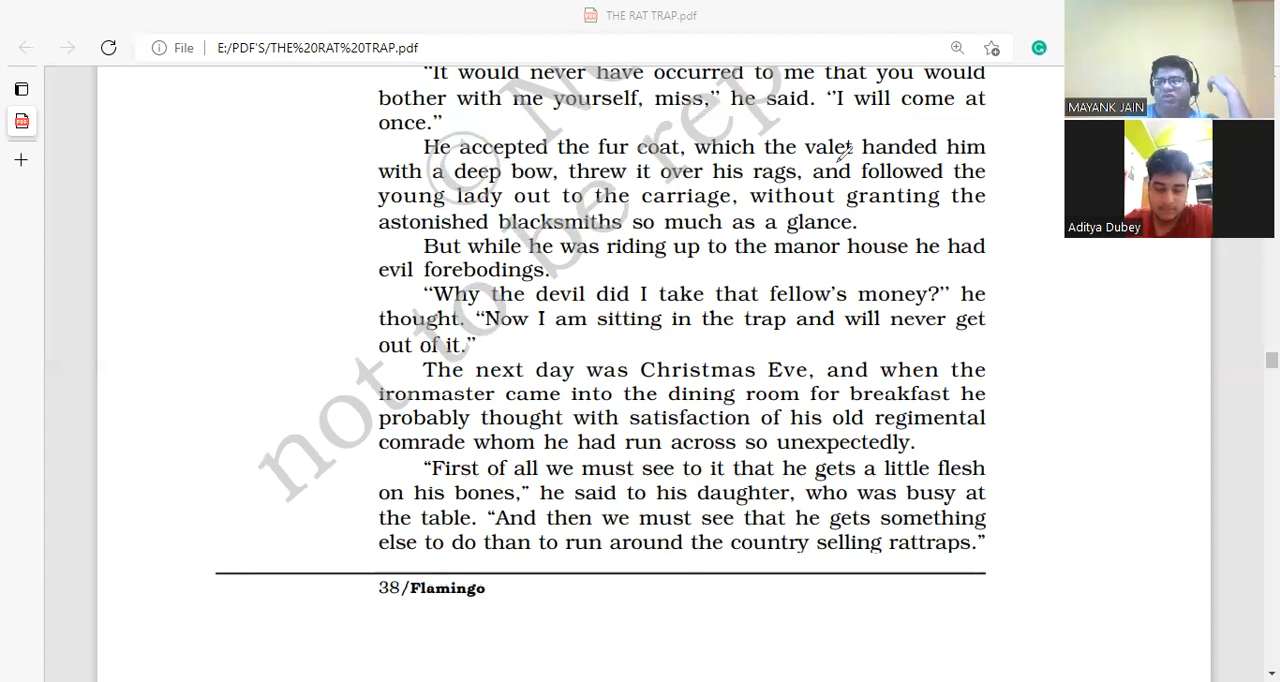 THE RAT TRAP.pdf
File
E:/PDF'S/THE%20RAT%20TRAP.pdf
"It would never have occurred to me that you would
bother with me yourself, miss,'' he said. ''I will come at
once.''
He accepted the fur coat, which the valet handed him
with a deep bow, threw it over his rags, and followed the
young lady out to the carriage, without granting the
astonished blacksmiths so much as a glance.
But while he was riding up to the manor house he had
evil forebodings.
''Why the devil did I take that fellow's money?'' he
thought. ''Now I am sitting in the trap and will never get
out of it.''
The next day was Christmas Eve, and when the
ironmaster came into the dining room for breakfast he
probably thought with satisfaction of his old regimental
comrade whom he had run across so unexpectedly.
"First of all we must see to it that he gets a little flesh
on his bones," he said to his daughter, who was busy at
the table. "And then we must see that he gets something
else to do than to run around the country selling rattraps."
38/Flamingo
© N
not to be rep
MAYANK JAIN
Aditya Dubey